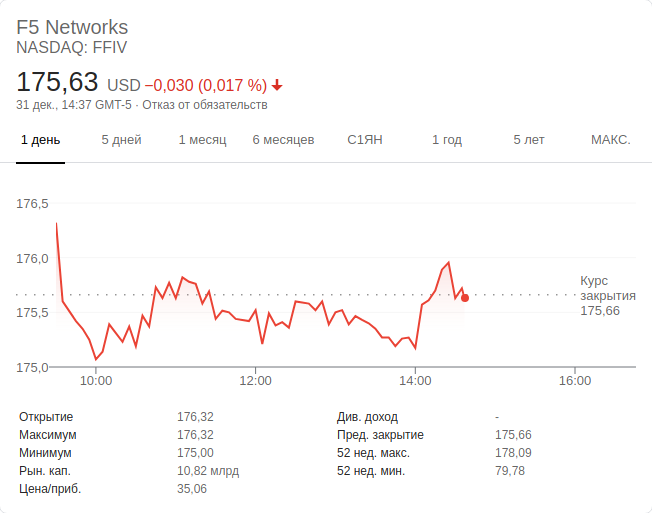 F5 Networks
NASDAQ: FFIV
175,63 USD −0,030 (0,017 %)
31 дек., 14:37 GMT-5 · Отказ от обязательств
1 день 5 дней 1 месяц 6 месяцев С1ЯН 1 год 5 лет МАКС.
176,5
176,0
175,5
175,0
Курс
закрытия
175,66
10:00 12:00 14:00 16:00
Открытие 176,32
Максимум 176,32
Минимум 175,00
Рын. кап. 10,82 млрд
Цена/приб. 35,06
Див. доход -
Пред. закрытие 175,66
52 нед. макс. 178,09
52 нед. мин. 79,78